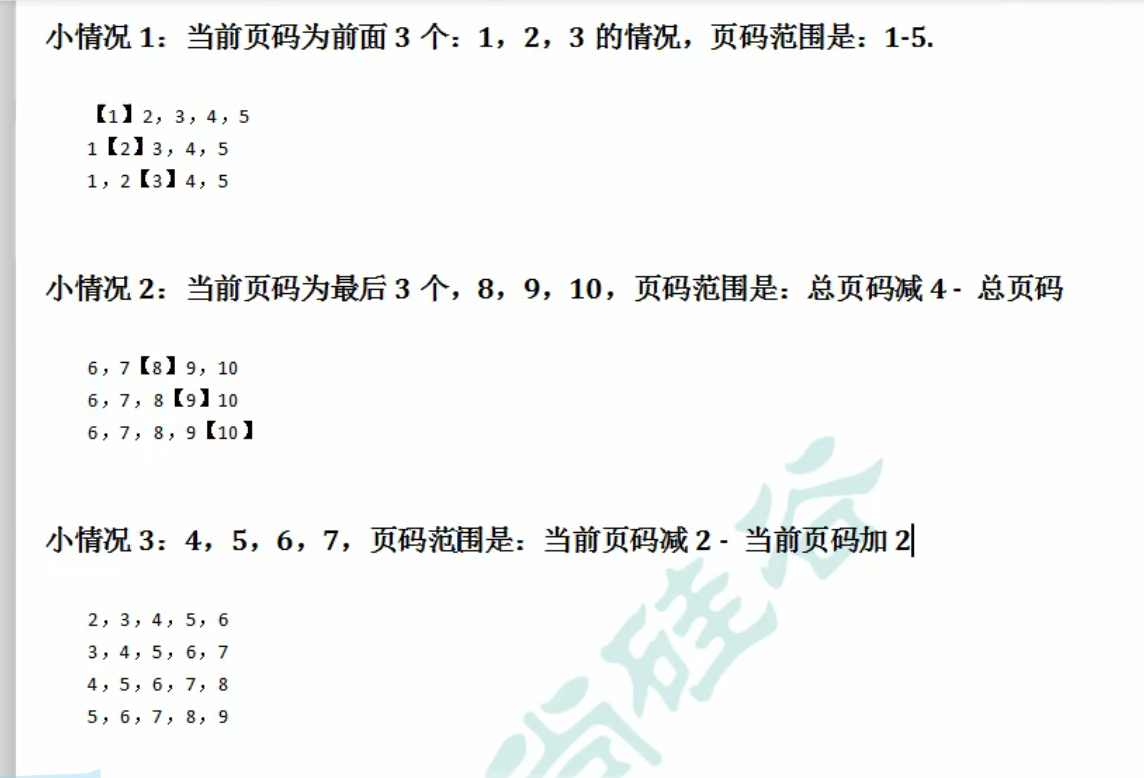 小情况 1：当前页码为前面 3 个：1，2，3 的情况，页码范围是：1-5.
【1】2，3，4，5
1【2】3，4，5
1，2【3】4，5
小情况 2：当前页码为最后 3 个，8，9，10，页码范围是：总页码减 4 - 总页码
6，7【8】9，10
6，7，8【9】10
6，7，8，9【10】
小情况 3：4，5，6，7，页码范围是：当前页码减 2 - 当前页码加 2
2，3，4，5，6
3，4，5，6，7
4，5，6，7，8
5，6，7，8，9
尚硅谷